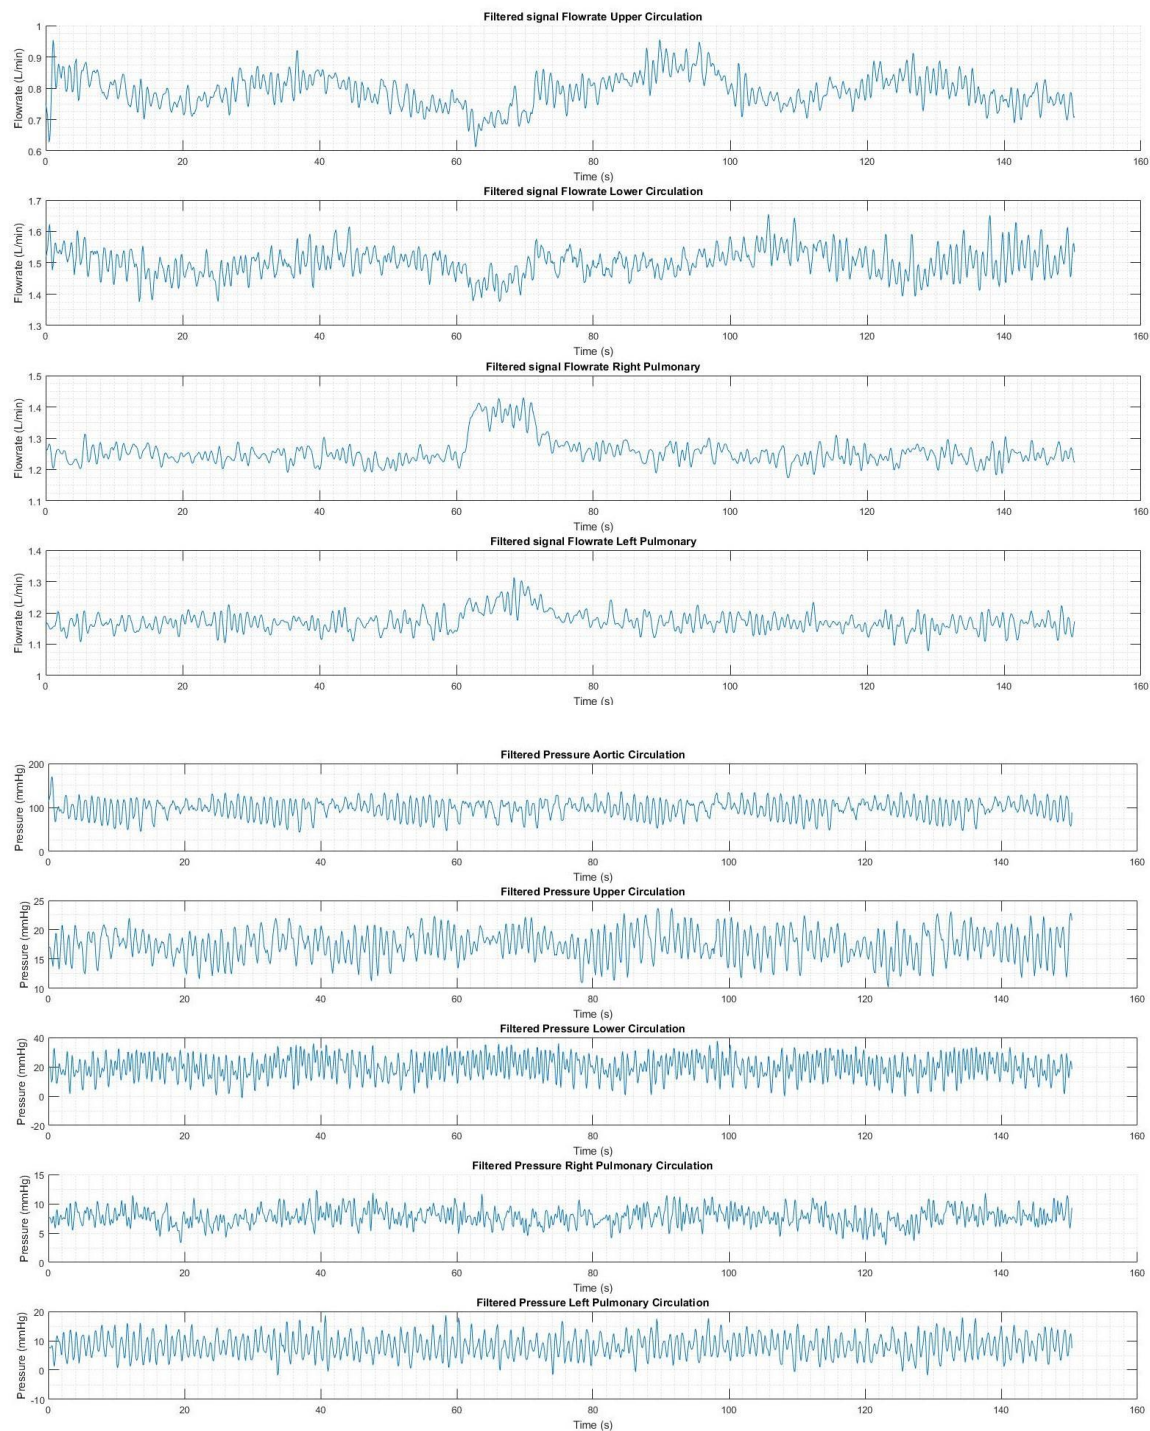 Filtered signal Flowrate Upper Circulation
1
0.9
0.8
0.7
0.6
Flowrate (L/min)
0 20 40 60 80 100 120 140 160
Time (s)
Filtered signal Flowrate Lower Circulation
1.7
1.6
1.5
1.4
1.3
Flowrate (L/min)
0 20 40 60 80 100 120 140 160
Time (s)
Filtered signal Flowrate Right Pulmonary
1.5
1.4
1.3
1.2
1.1
Flowrate (L/min)
0 20 40 60 80 100 120 140 160
Time (s)
Filtered signal Flowrate Left Pulmonary
1.4
1.3
1.2
1.1
1
Flowrate (L/min)
0 20 40 60 80 100 120 140 160
Time (s)
Filtered Pressure Aortic Circulation
200
100
0
Pressure (mmHg)
0 20 40 60 80 100 120 140 160
Time (s)
Filtered Pressure Upper Circulation
25
20
15
10
Pressure (mmHg)
0 20 40 60 80 100 120 140 160
Time (s)
Filtered Pressure Lower Circulation
40
20
0
-20
Pressure (mmHg)
0 20 40 60 80 100 120 140 160
Time (s)
Filtered Pressure Right Pulmonary Circulation
15
10
5
0
Pressure (mmHg)
0 20 40 60 80 100 120 140 160
Time (s)
Filtered Pressure Left Pulmonary Circulation
20
10
0
-10
Pressure (mmHg)
0 20 40 60 80 100 120 140 160
Time (s)